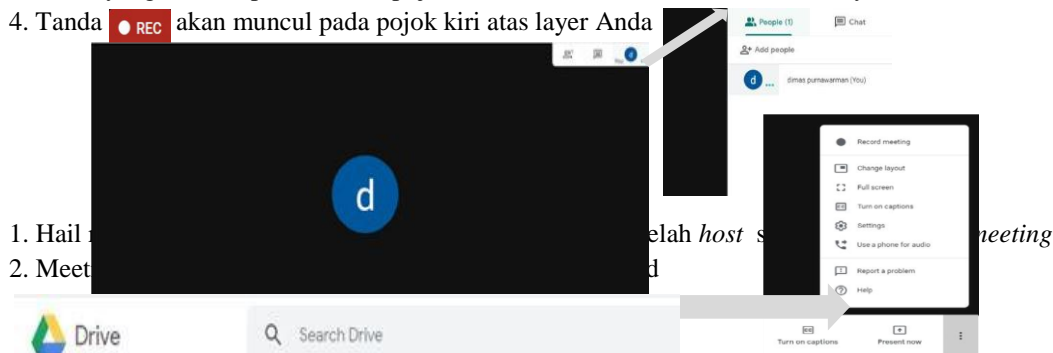 4. Tanda REC akan muncul pada pojok kiri atas layer Anda
People (1) Chat
Add people
d
d ... dimas purnawarman (You)
d
Record meeting
Change layout
Full screen
Turn on captions
Settings
Use a phone for audio
Report a problem
Help
1. Hail elah host s meeting
2. Meet d
Drive Search Drive
Turn on captions Present now